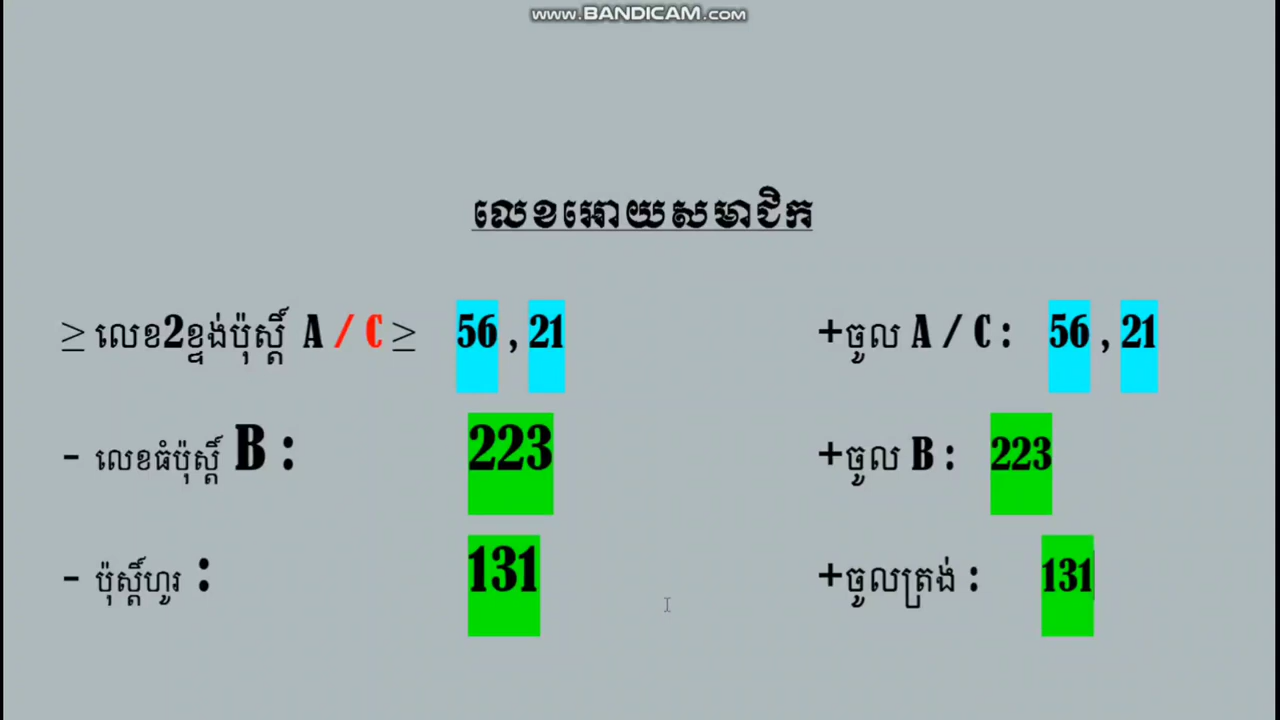 www.BANDICAM.com
លេខអោយសមាជិក
≥ លេខ2ខ្ទង់ប៉ុស្តិ៍ A / C ≥ 56 , 21 +ចូល A / C : 56 , 21
- លេខធំប៉ុស្តិ៍ B : 223 +ចូល B : 223
- ប៉ុស្តិ៍ហូរ : 131 +ចូលត្រង់ : 131